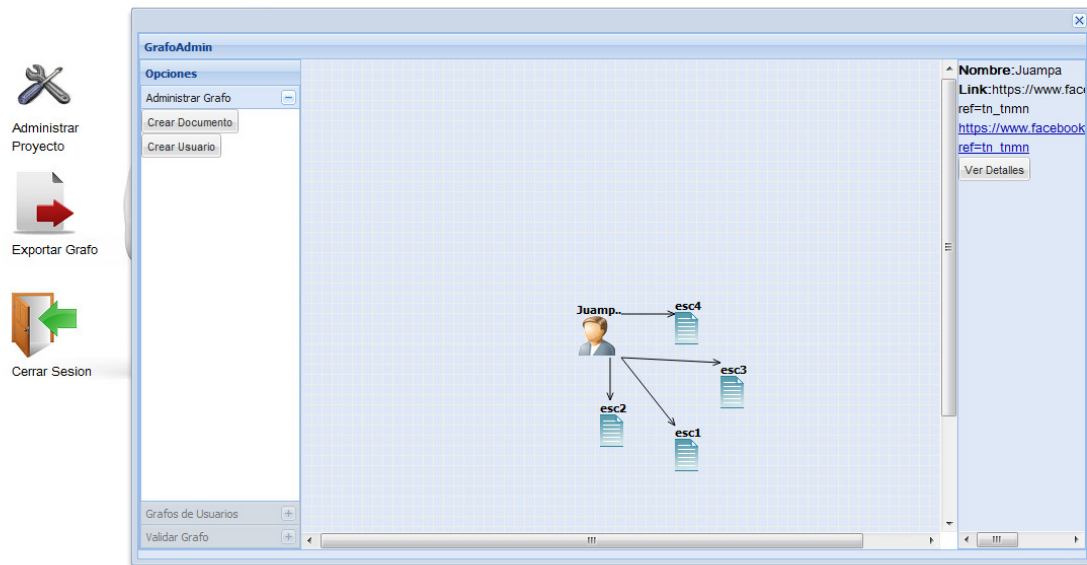 Administrar
Proyecto
Exportar Grafo
Cerrar Sesion
GrafoAdmin
Opciones
Administrar Grafo
Crear Documento
Crear Usuario
Grafos de Usuarios
Validar Grafo
Juamp..
esc4
esc3
esc2
esc1
Nombre:Juampa
Link:https://www.fac
ref=tn_tnmn
https://www.facebook
ref=tn_tnmn
Ver Detalles